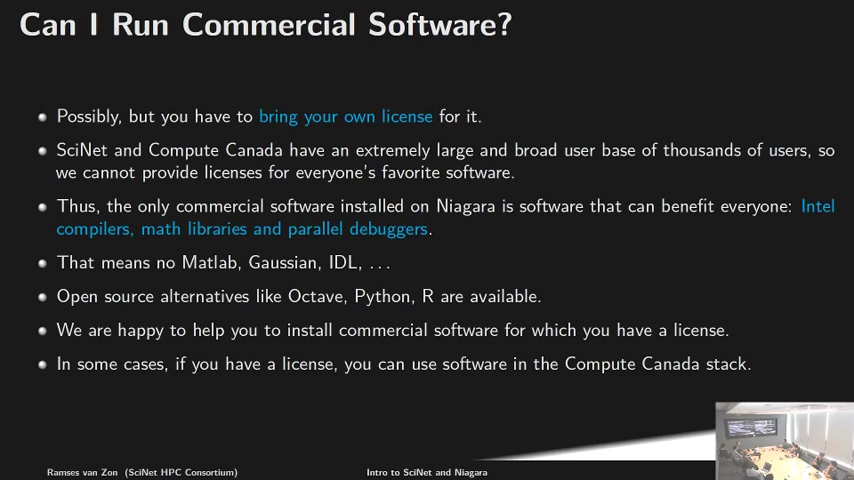 Can I Run Commercial Software?
Possibly, but you have to bring your own license for it.
SciNet and Compute Canada have an extremely large and broad user base of thousands of users, so
we cannot provide licenses for everyone's favorite software.
Thus, the only commercial software installed on Niagara is software that can benefit everyone: Intel
compilers, math libraries and parallel debuggers.
That means no Matlab, Gaussian, IDL, ...
Open source alternatives like Octave, Python, R are available.
We are happy to help you to install commercial software for which you have a license.
In some cases, if you have a license, you can use software in the Compute Canada stack.
Ramses van Zon (SciNet HPC Consortium)
Intro to SciNet and Niagara